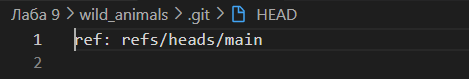 Лаба 9 > wild_animals > .git > HEAD
1 ref: refs/heads/main
2